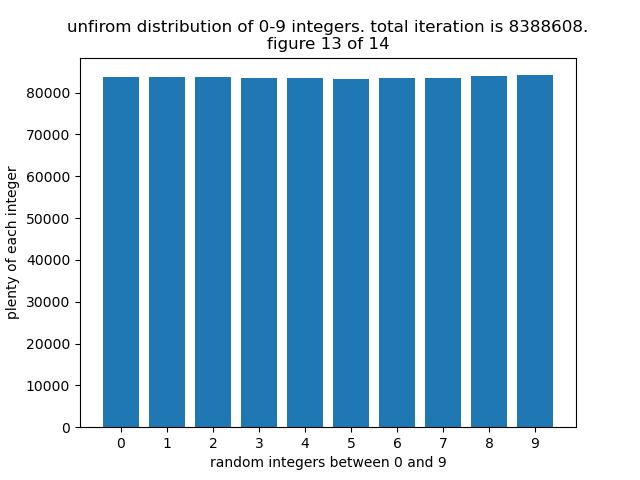 unfirom distribution of 0-9 integers. total iteration is 8388608.
figure 13 of 14
plenty of each integer
80000
70000
60000
50000
40000
30000
20000
10000
0
0 1 2 3 4 5 6 7 8 9
random integers between 0 and 9